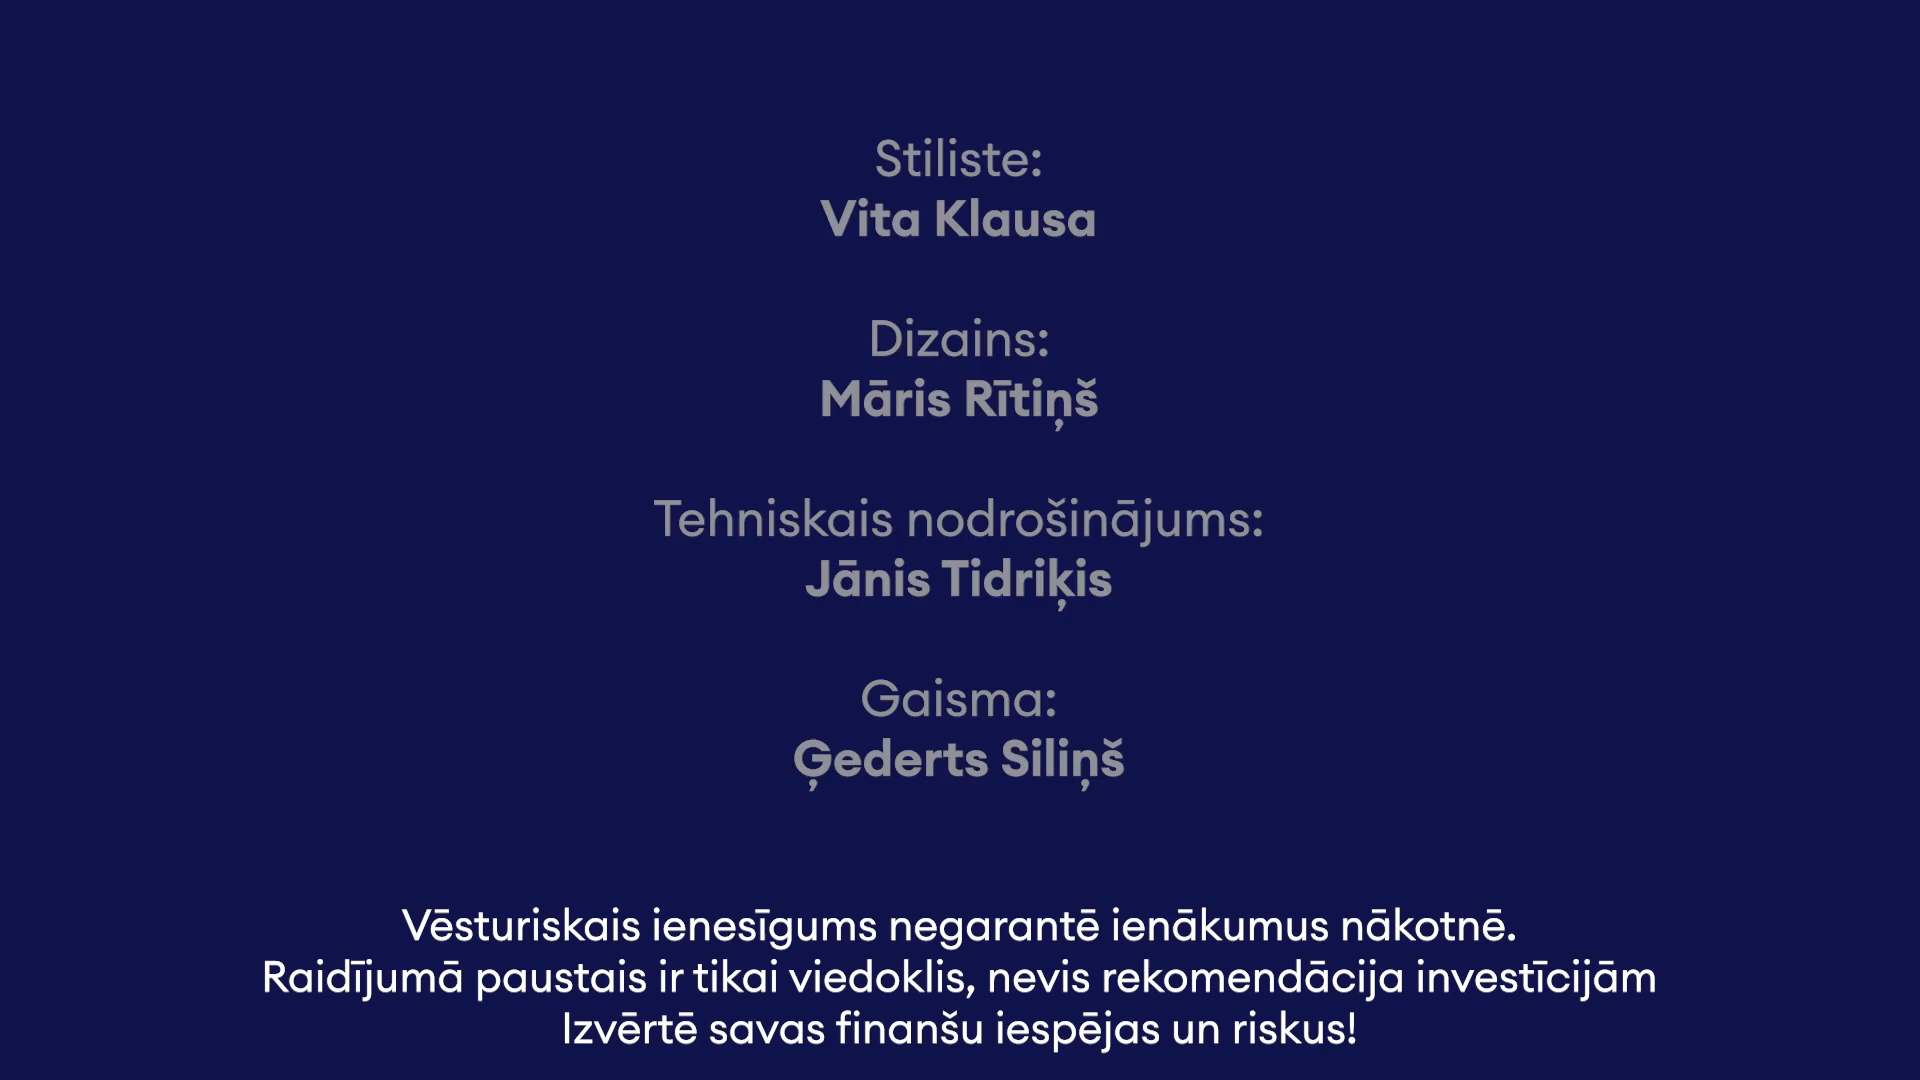 Stiliste:
Vita Klausa
Dizains:
Māris Rītiņš
Tehniskais nodrošinājums:
Jānis Tidriķis
Gaisma:
Ģederts Siliņš
Vēsturiskais ienesīgums negarantē ienākumus nākotnē.
Raidījumā paustais ir tikai viedoklis, nevis rekomendācija investīcijām
Izvērtē savas finanšu iespējas un riskus!